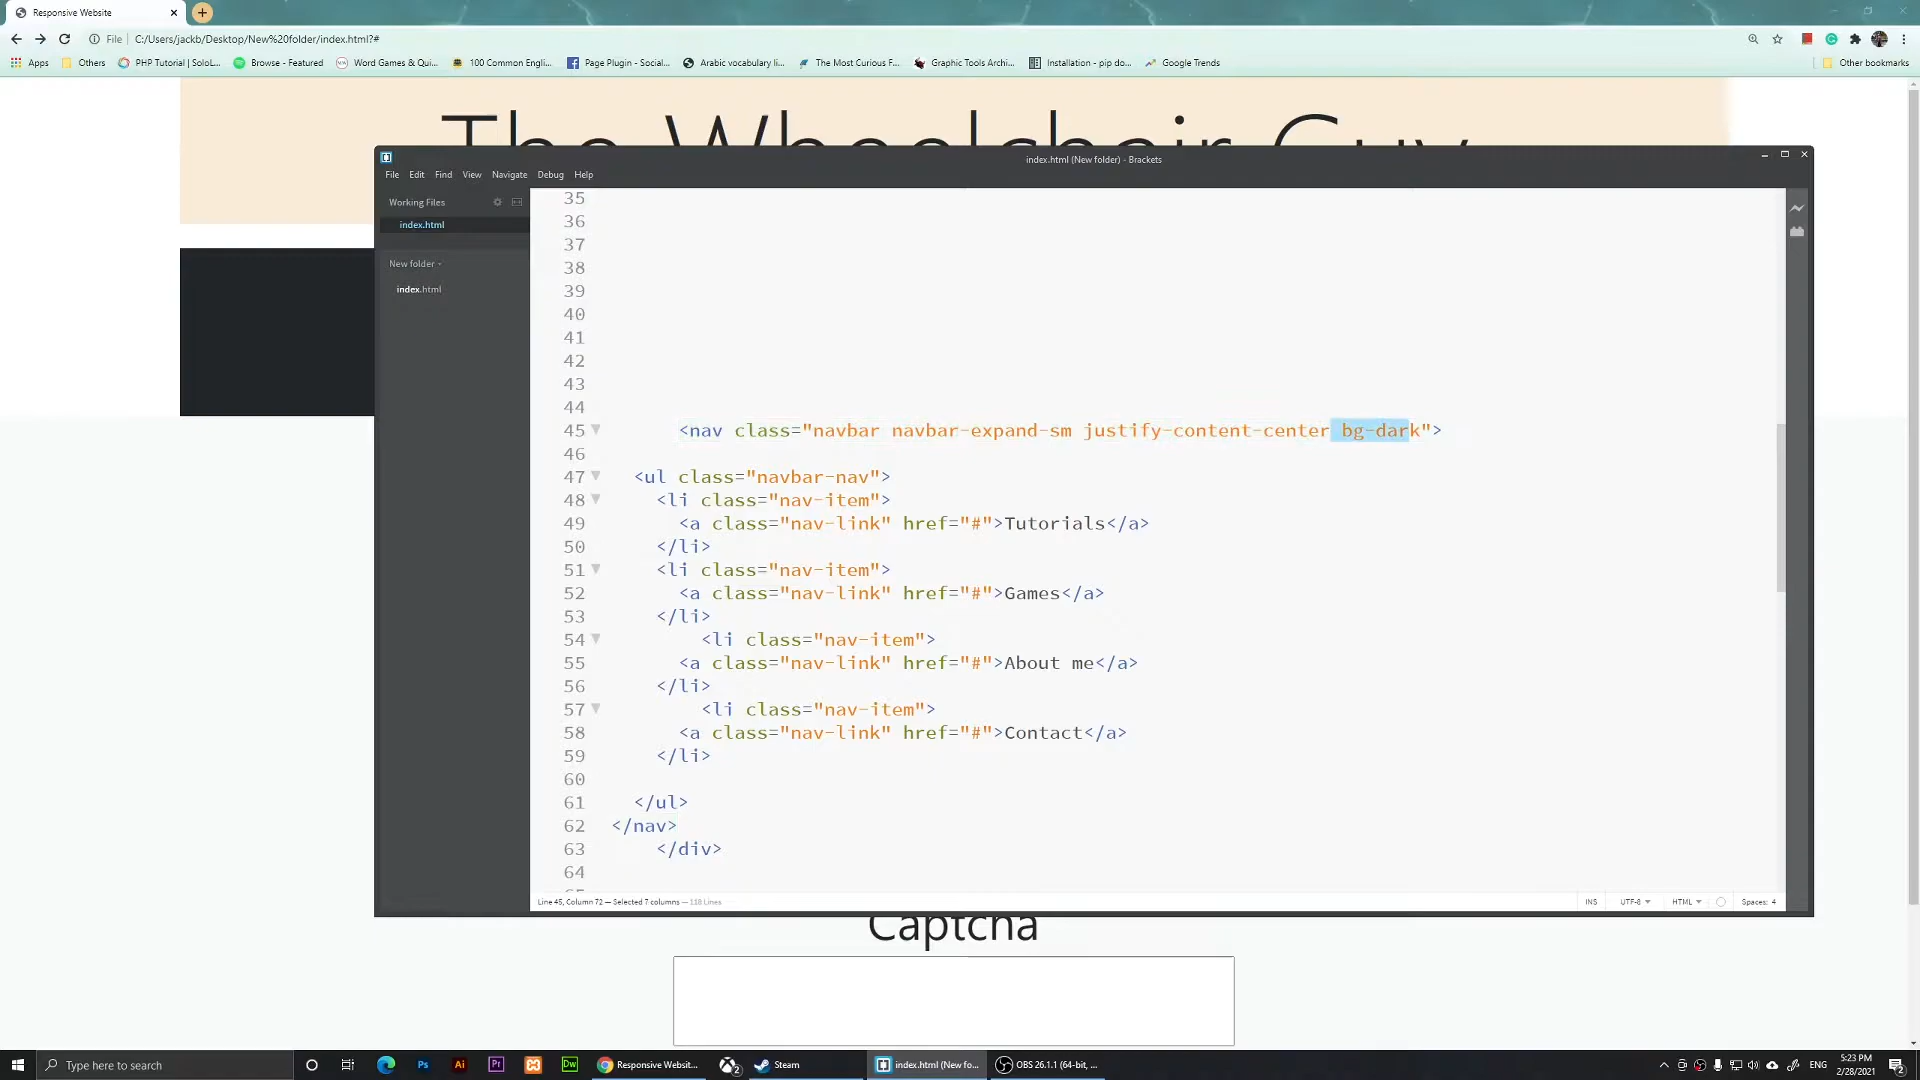 Responsive Website
File
C:/Users/jackb/Desktop/New%20folder/index.html?#
Apps
Others
PHP Tutorial | SoloL...
Browse - Featured
Word Games & Qui...
100 Common Engli...
Page Plugin - Social...
Arabic vocabulary li...
The Most Curious F...
Graphic Tools Archi...
Installation - pip do...
Google Trends
Other bookmarks
The Wheelchair Guy
index.html (New folder) - Brackets
File Edit Find View Navigate Debug Help
Working Files
index.html
New folder
index.html
35
36
37
38
39
40
41
42
43
44
45 <nav class="navbar navbar-expand-sm justify-content-center bg-dark">
46
47 <ul class="navbar-nav">
48 <li class="nav-item">
49 <a class="nav-link" href="#">Tutorials</a>
50 </li>
51 <li class="nav-item">
52 <a class="nav-link" href="#">Games</a>
53 </li>
54 <li class="nav-item">
55 <a class="nav-link" href="#">About me</a>
56 </li>
57 <li class="nav-item">
58 <a class="nav-link" href="#">Contact</a>
59 </li>
60
61 </ul>
62 </nav>
63 </div>
64
Line 45, Column 72 — Selected 7 columns — 118 Lines
INS UTF-8 HTML Spaces: 4
Captcha
Type here to search
Ps
Ai
Pr
Dw
Responsive Websit...
2
Steam
index.html (New fo...
OBS 26.1.1 (64-bit, ...
ENG
5:23 PM
2/28/2021
2